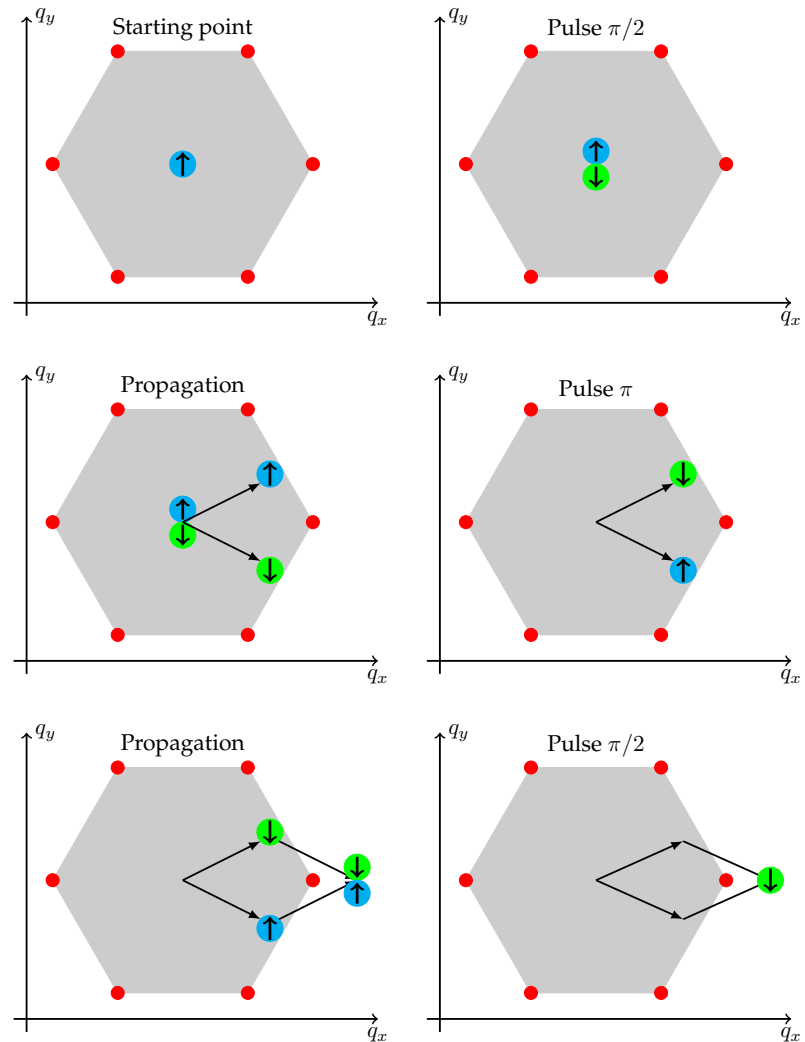 q_y
Starting point
↑
q_x
q_y
Pulse π/2
↑
↓
q_x
q_y
Propagation
↑
↑
↓
↓
q_x
q_y
Pulse π
↓
↑
q_x
q_y
Propagation
↓
↓
↑
↑
q_x
q_y
Pulse π/2
↓
q_x